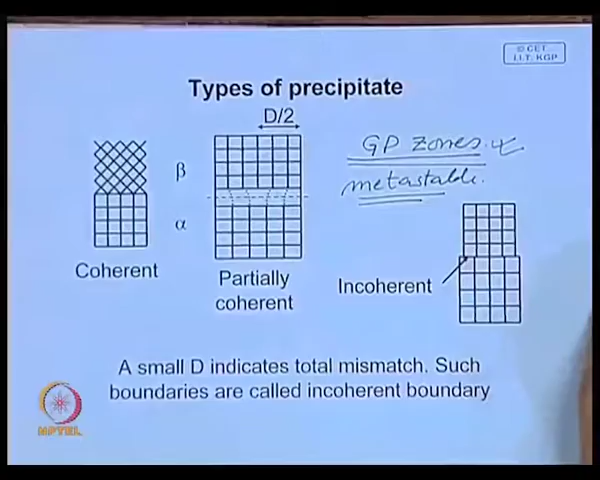 © CET
I.I.T. KGP
Types of precipitate
D/2
GP zones &
metastable.
β
α
Coherent
Partially
coherent
Incoherent
A small D indicates total mismatch. Such
boundaries are called incoherent boundary
NPTEL